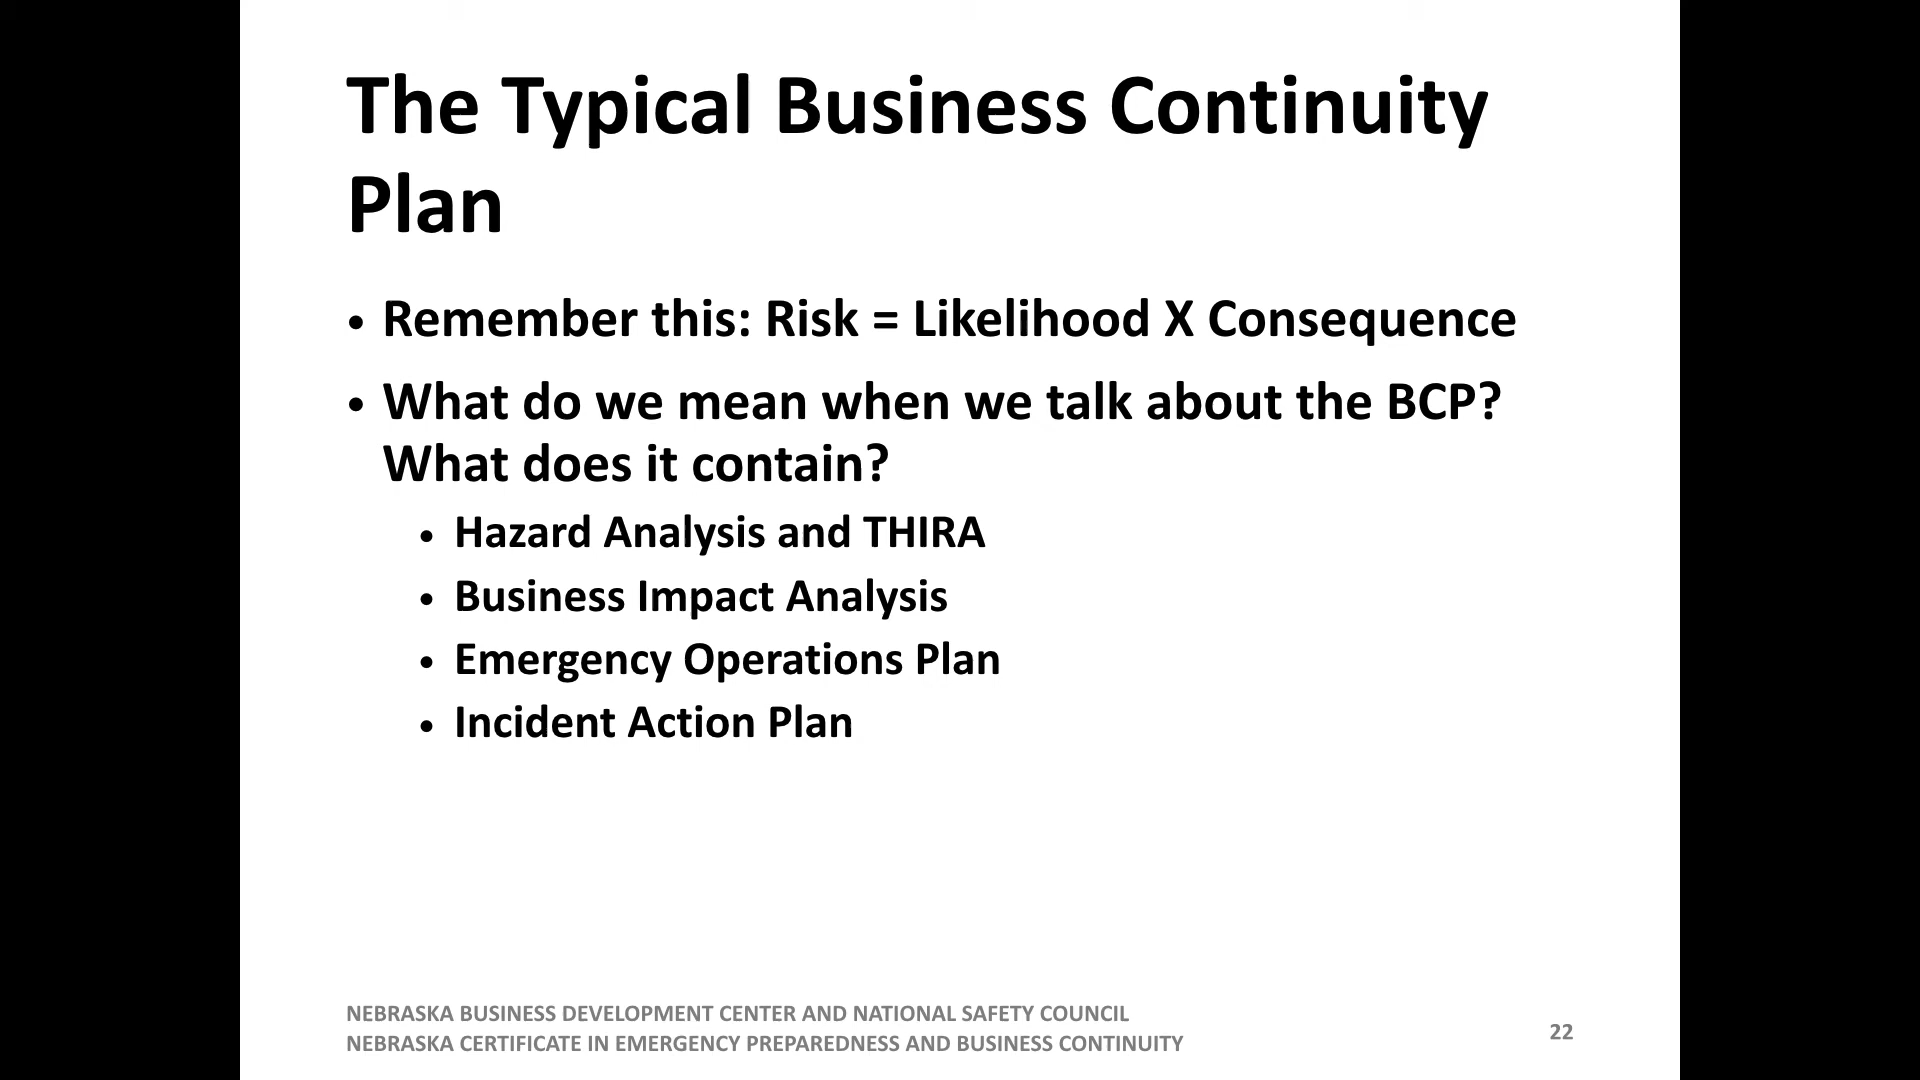 The Typical Business Continuity
Plan
• Remember this: Risk = Likelihood X Consequence
• What do we mean when we talk about the BCP?
What does it contain?
• Hazard Analysis and THIRA
• Business Impact Analysis
• Emergency Operations Plan
• Incident Action Plan
NEBRASKA BUSINESS DEVELOPMENT CENTER AND NATIONAL SAFETY COUNCIL
NEBRASKA CERTIFICATE IN EMERGENCY PREPAREDNESS AND BUSINESS CONTINUITY
22